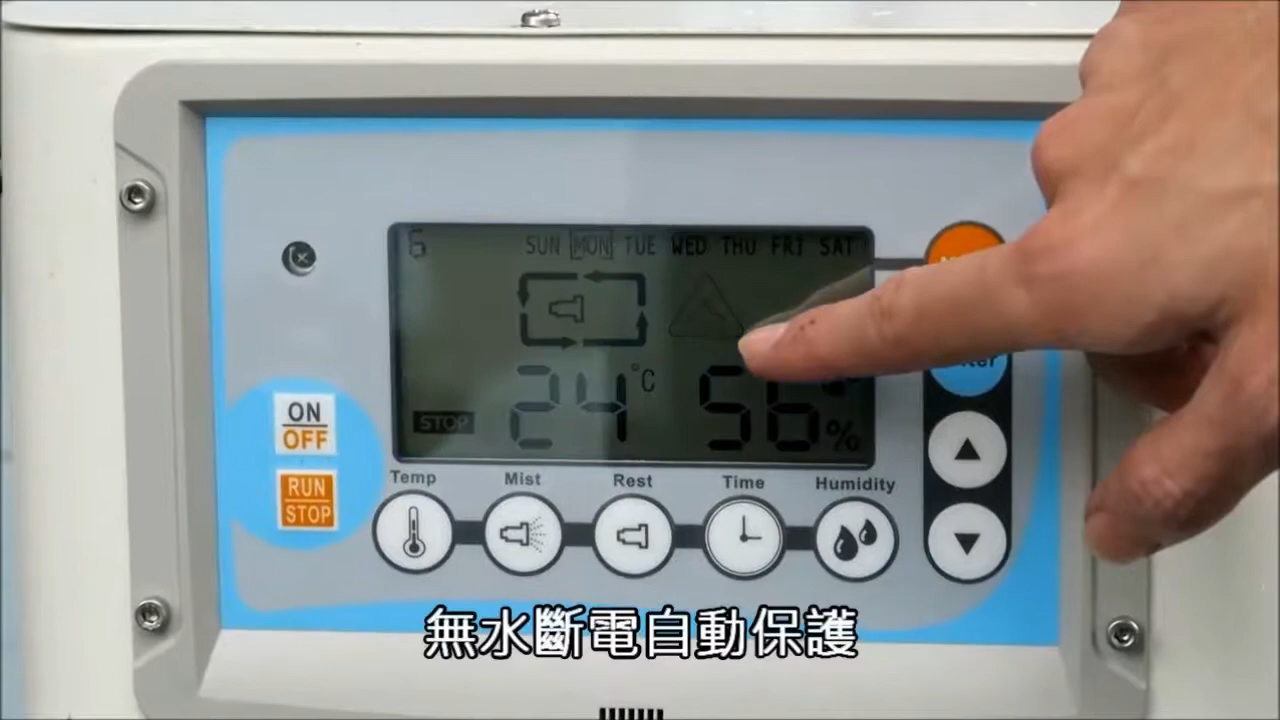 6 SUN MON TUE WED THU FRI SAT
24°C 56%
STOP
ON
OFF
RUN
STOP
Temp Mist Rest Time Humidity
無水斷電自動保護